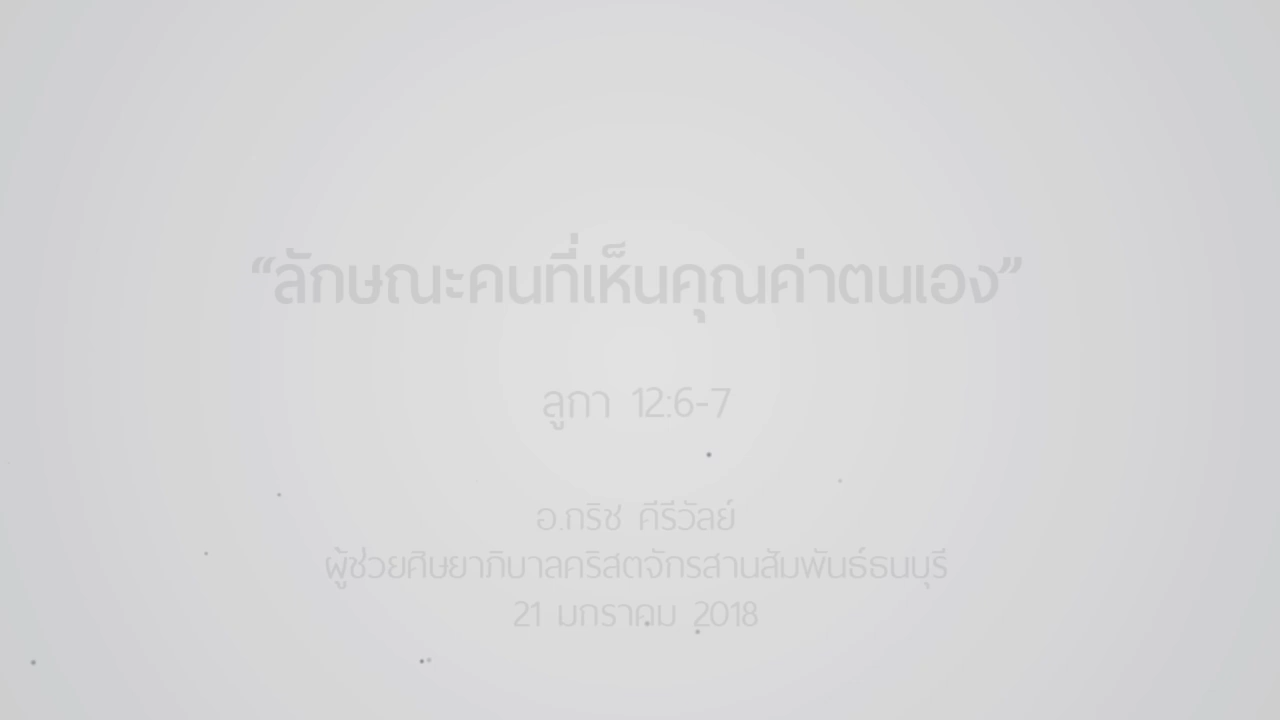 “ลักษณะคนที่เห็นคุณค่าตนเอง”
ลูกา 12:6-7
อ.กริช คีรีวัลย์
ผู้ช่วยศิษยาภิบาลคริสตจักรสานสัมพันธ์ธนบุรี
21 มกราคม 2018